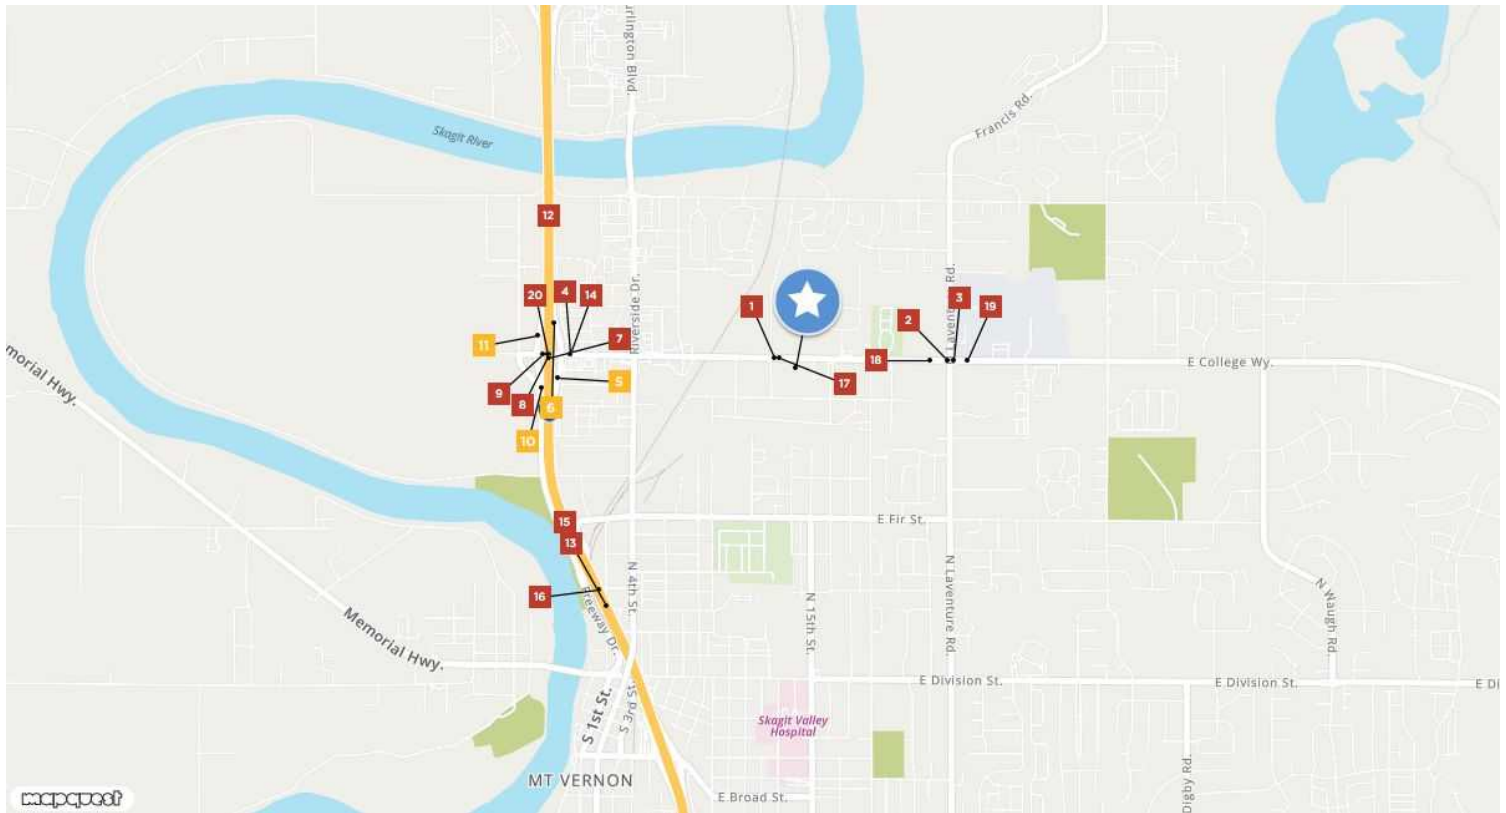 urlington Blvd.
Skagit River
Francis Rd.
12
20
4
14
Riverside Dr.
1
2
N Laventure Rd.
3
19
11
7
18
E College Wy.
morial Hwy.
9
8
6
5
17
10
15
E Fir St.
13
16
Freeway Dr.
N 4th St.
N 15th St.
N Laventure Rd.
N Waugh Rd.
Memorial Hwy.
E Division St.
E Division St.
E Di
S 1st St.
S 3rd St.
Skagit Valley
Hospital
MT VERNON
E Broad St.
Digby Rd.
mapquest